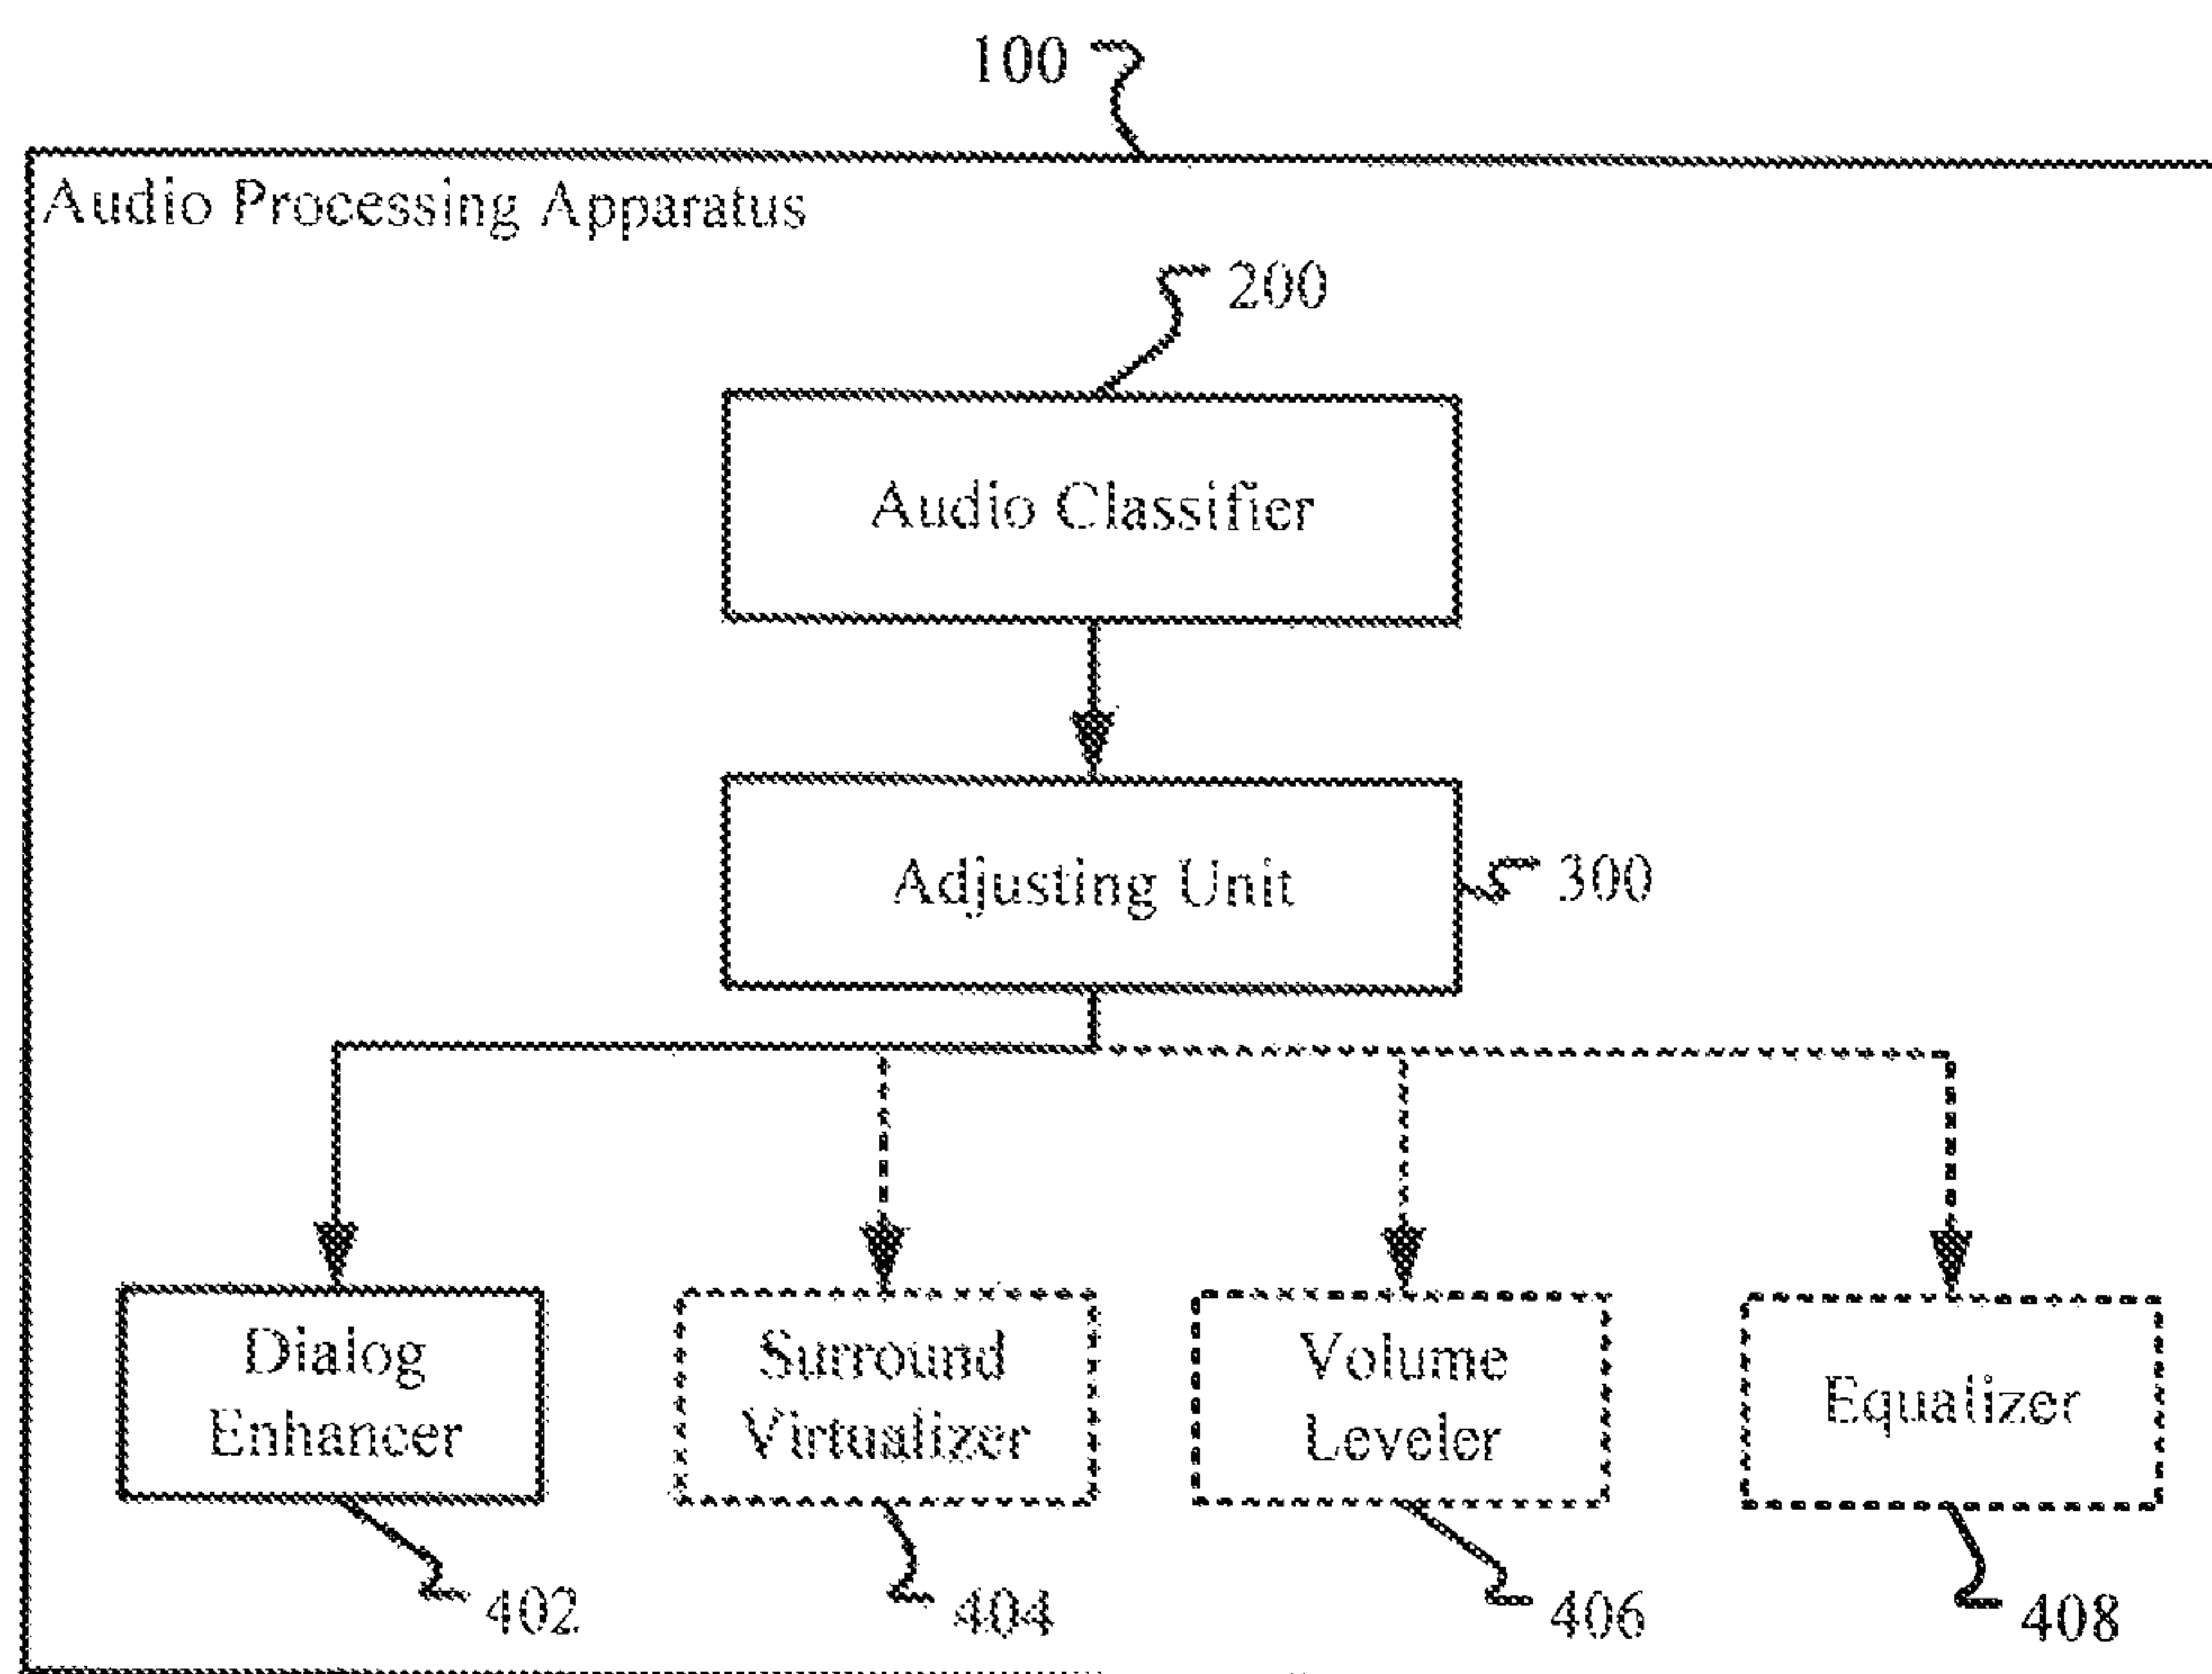 100
Audio Processing Apparatus
200
Audio Classifier
Adjusting Unit
300
Dialog
Enhancer
Surround
Virtualizer
Volume
Leveler
Equalizer
402
404
406
408